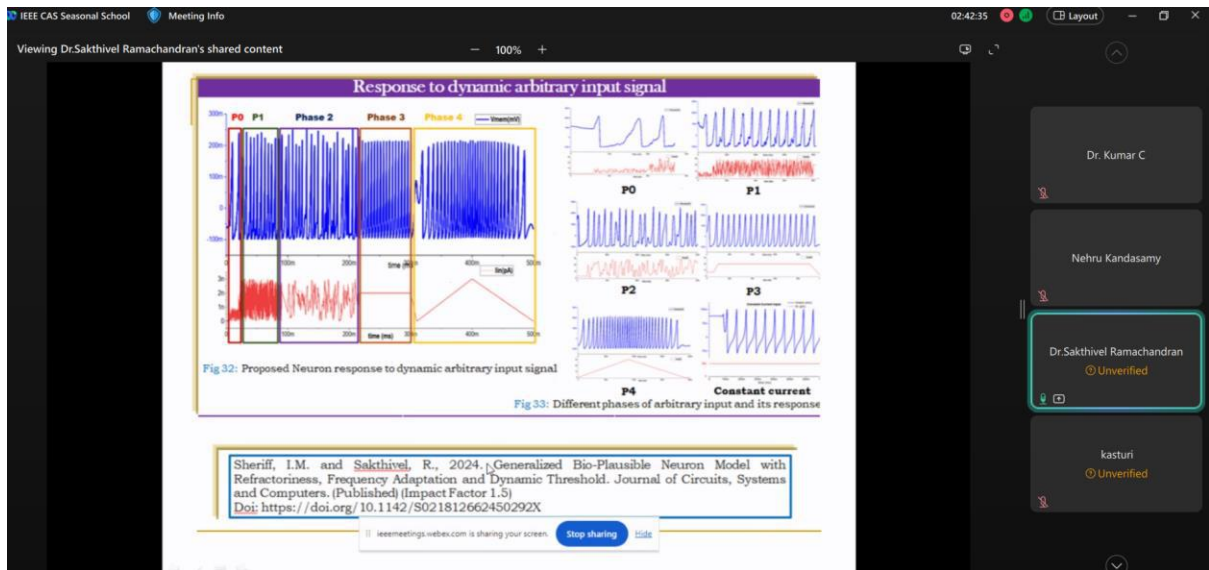 IEEE CAS Seasonal School
Meeting Info
02:42:35
Layout
Viewing Dr.Sakthivel Ramachandran's shared content
100%
Response to dynamic arbitrary input signal
P0 P1 Phase 2 Phase 3 Phase 4
Vmem(mV)
300m
200m
100m
0
-100m
100m 200m 400m
time
Iin(pA)
3n
2n
1n
0
100m 200m 400m
time (ms)
P0 P1
P2 P3
P4 Constant current
Fig 32: Proposed Neuron response to dynamic arbitrary input signal
Fig 33: Different phases of arbitrary input and its response
Sheriff, I.M. and Sakthivel, R., 2024. Generalized Bio-Plausible Neuron Model with
Refractoriness, Frequency Adaptation and Dynamic Threshold. Journal of Circuits, Systems
and Computers. (Published) (Impact Factor 1.5)
Doi: https://doi.org/10.1142/S021812662450292X
ieeemeetings.webex.com is sharing your screen. Stop sharing Hide
Dr. Kumar C
Nehru Kandasamy
Dr.Sakthivel Ramachandran
Unverified
kasturi
Unverified